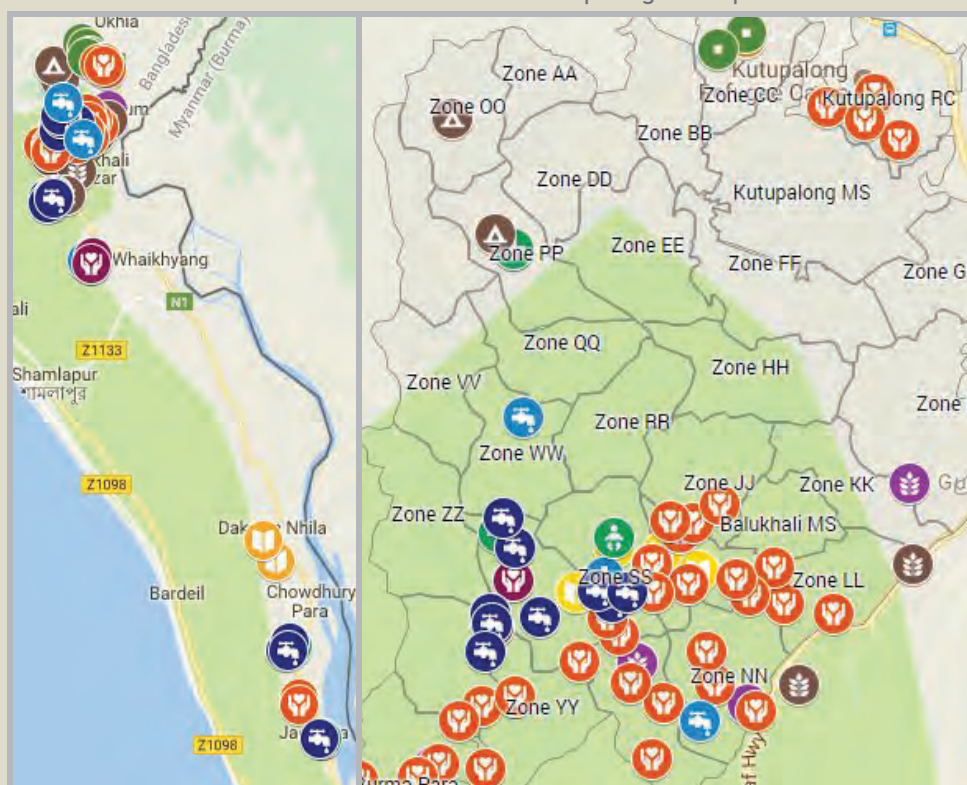 Ukhia
Bangladesh
Myanmar (Burma)
Whaikhyang
N1
Z1133
Shamlapur
শামলাপুর
Z1098
Nhila
Bardeil
Chowdhury
Para
Z1098
Zone AA
Zone OO
Kutupalong
Zone CC
Kutupalong RC
Zone BB
Zone DD
Kutupalong MS
Zone EE
Zone PP
Zone FF
Zone G
Zone QQ
Zone HH
Zone VV
Zone
Zone RR
Zone WW
Zone JJ
Zone KK
Zone ZZ
Balukhali MS
Zone SS
Zone LL
Zone NN
Zone YY
af Hwy